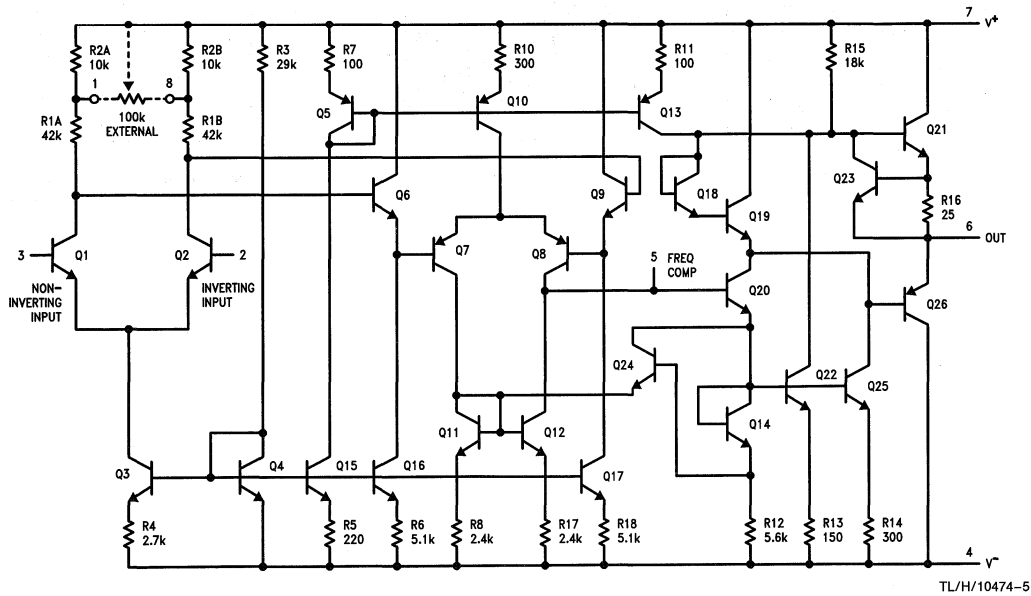 7 V+
R2A 10k
R2B 10k
R3 29k
R7 100
R10 300
R11 100
R15 18k
1
8
100k EXTERNAL
R1A 42k
R1B 42k
Q5
Q10
Q13
Q21
Q23
Q6
Q9
Q18
Q19
R16 25
6 OUT
3
Q1
Q2
2
Q7
Q8
5 FREQ COMP
NON-INVERTING INPUT
INVERTING INPUT
Q20
Q26
Q24
Q22
Q25
Q11
Q12
Q14
Q3
Q4
Q15
Q16
Q17
R4 2.7k
R5 220
R6 5.1k
R8 2.4k
R17 2.4k
R18 5.1k
R12 5.6k
R13 150
R14 300
4 V-
TL/H/10474-5